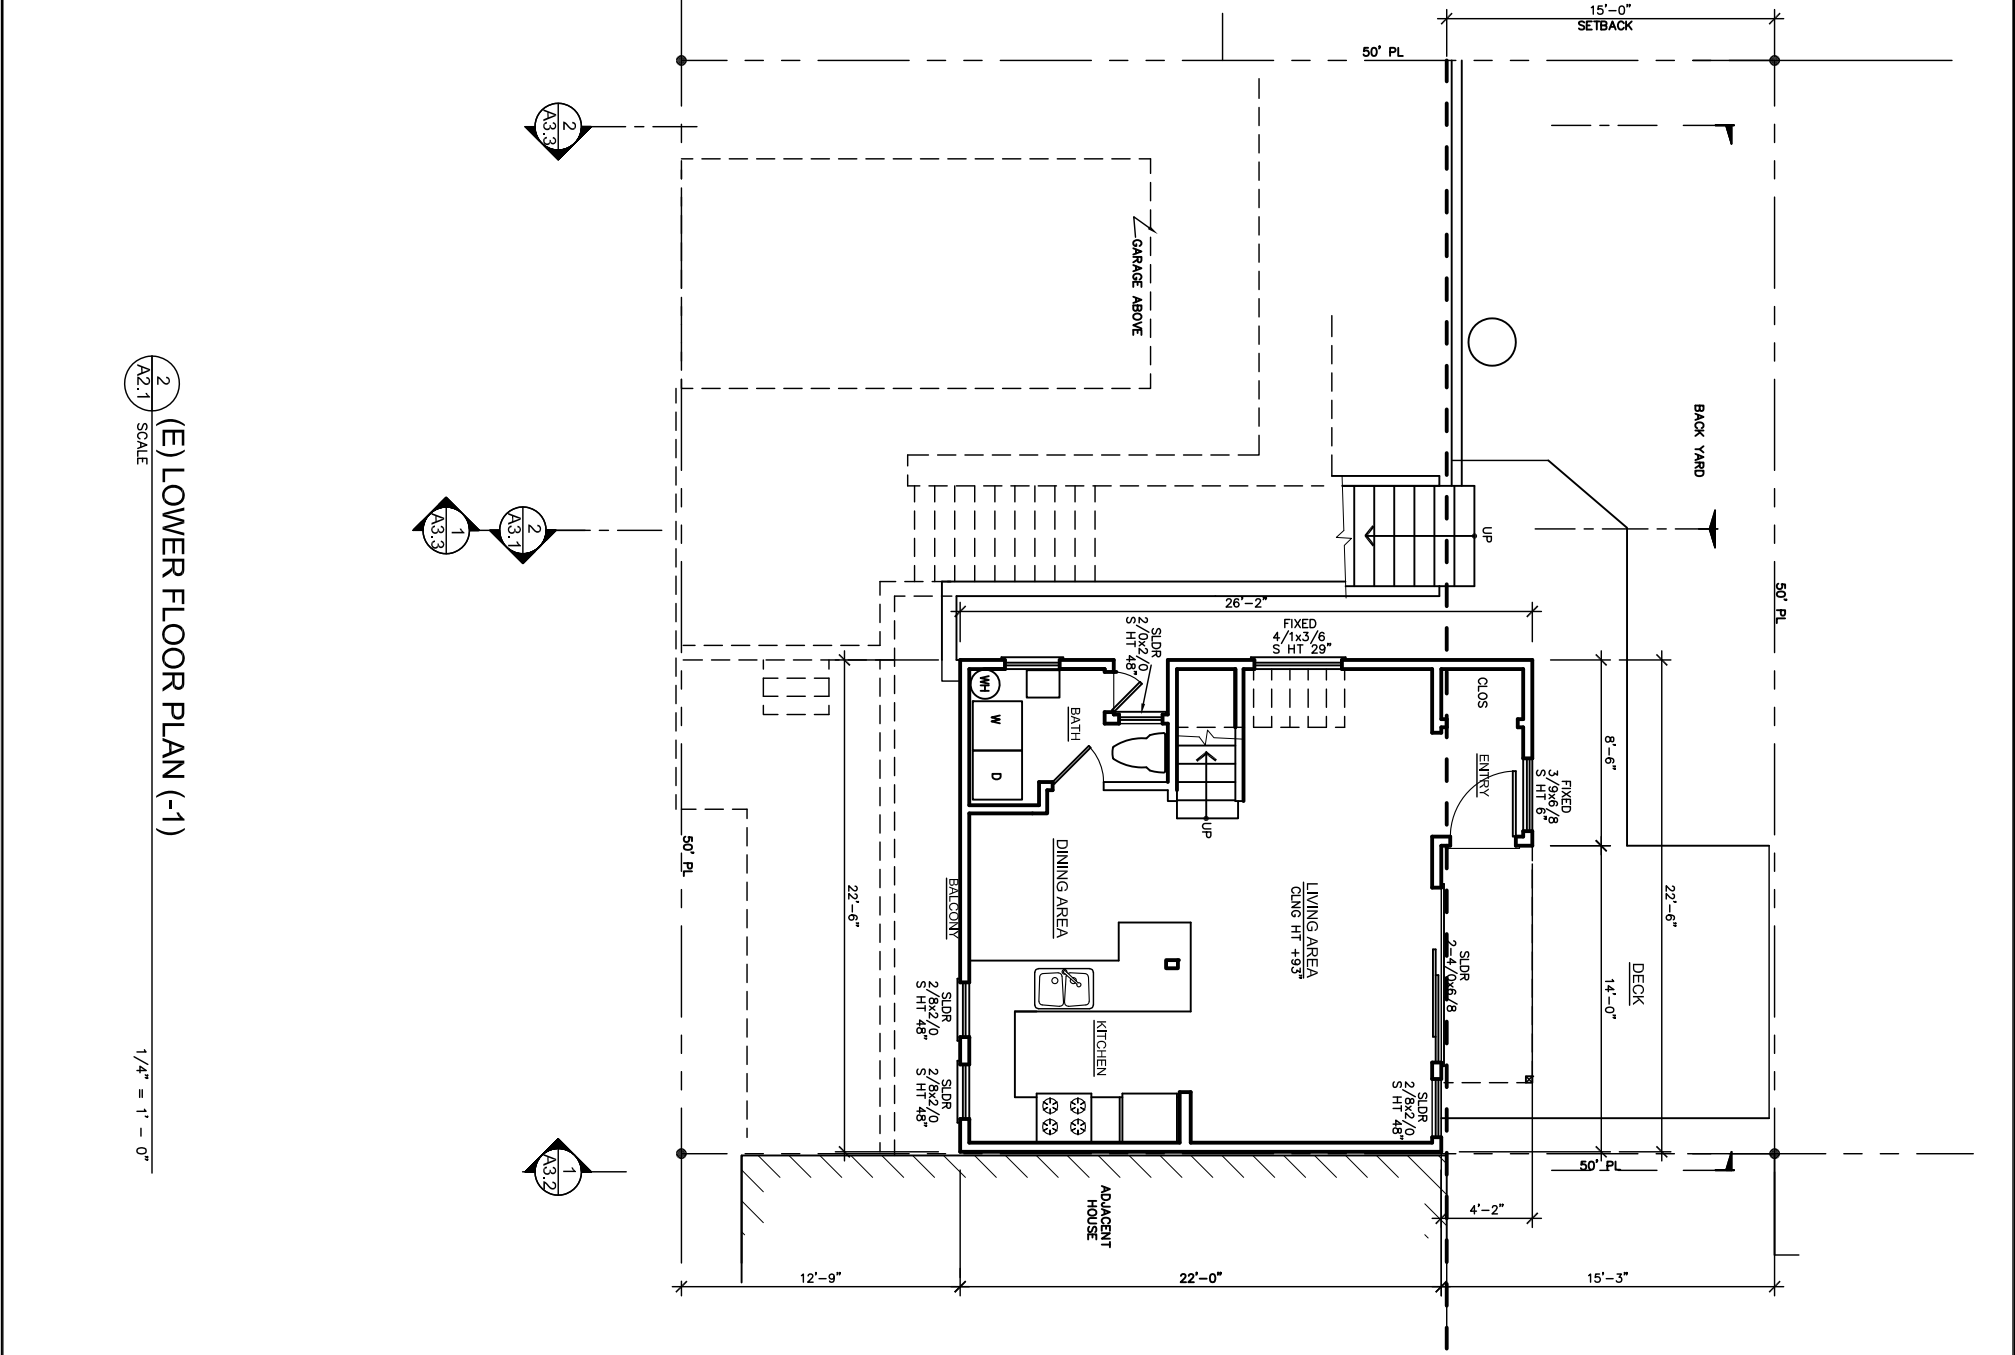 15'-0"
SETBACK
50' PL
2
A3.3
GARAGE ABOVE
BACK YARD
2
A2.1
(E) LOWER FLOOR PLAN (-1)
SCALE
1/4" = 1' - 0"
1
A3.3
2
A3.1
UP
50' PL
26'-2"
FIXED
4/1x3/6
S HT 29"
SLDR
2/0x2/0
S HT 48"
WH
W
D
BATH
UP
CLOS
ENTRY
FIXED
3/9x6/8
S HT 6"
8'-6"
22'-6"
14'-0"
DECK
50' PL
22'-6"
BALCONY
DINING AREA
LIVING AREA
CLNG HT +93"
SLDR
2-4/0x6/8
KITCHEN
SLDR
2/8x2/0
S HT 48"
SLDR
2/8x2/0
S HT 48"
SLDR
2/8x2/0
S HT 48"
1
A3.2
50' PL
ADJACENT
HOUSE
4'-2"
12'-9"
22'-0"
15'-3"